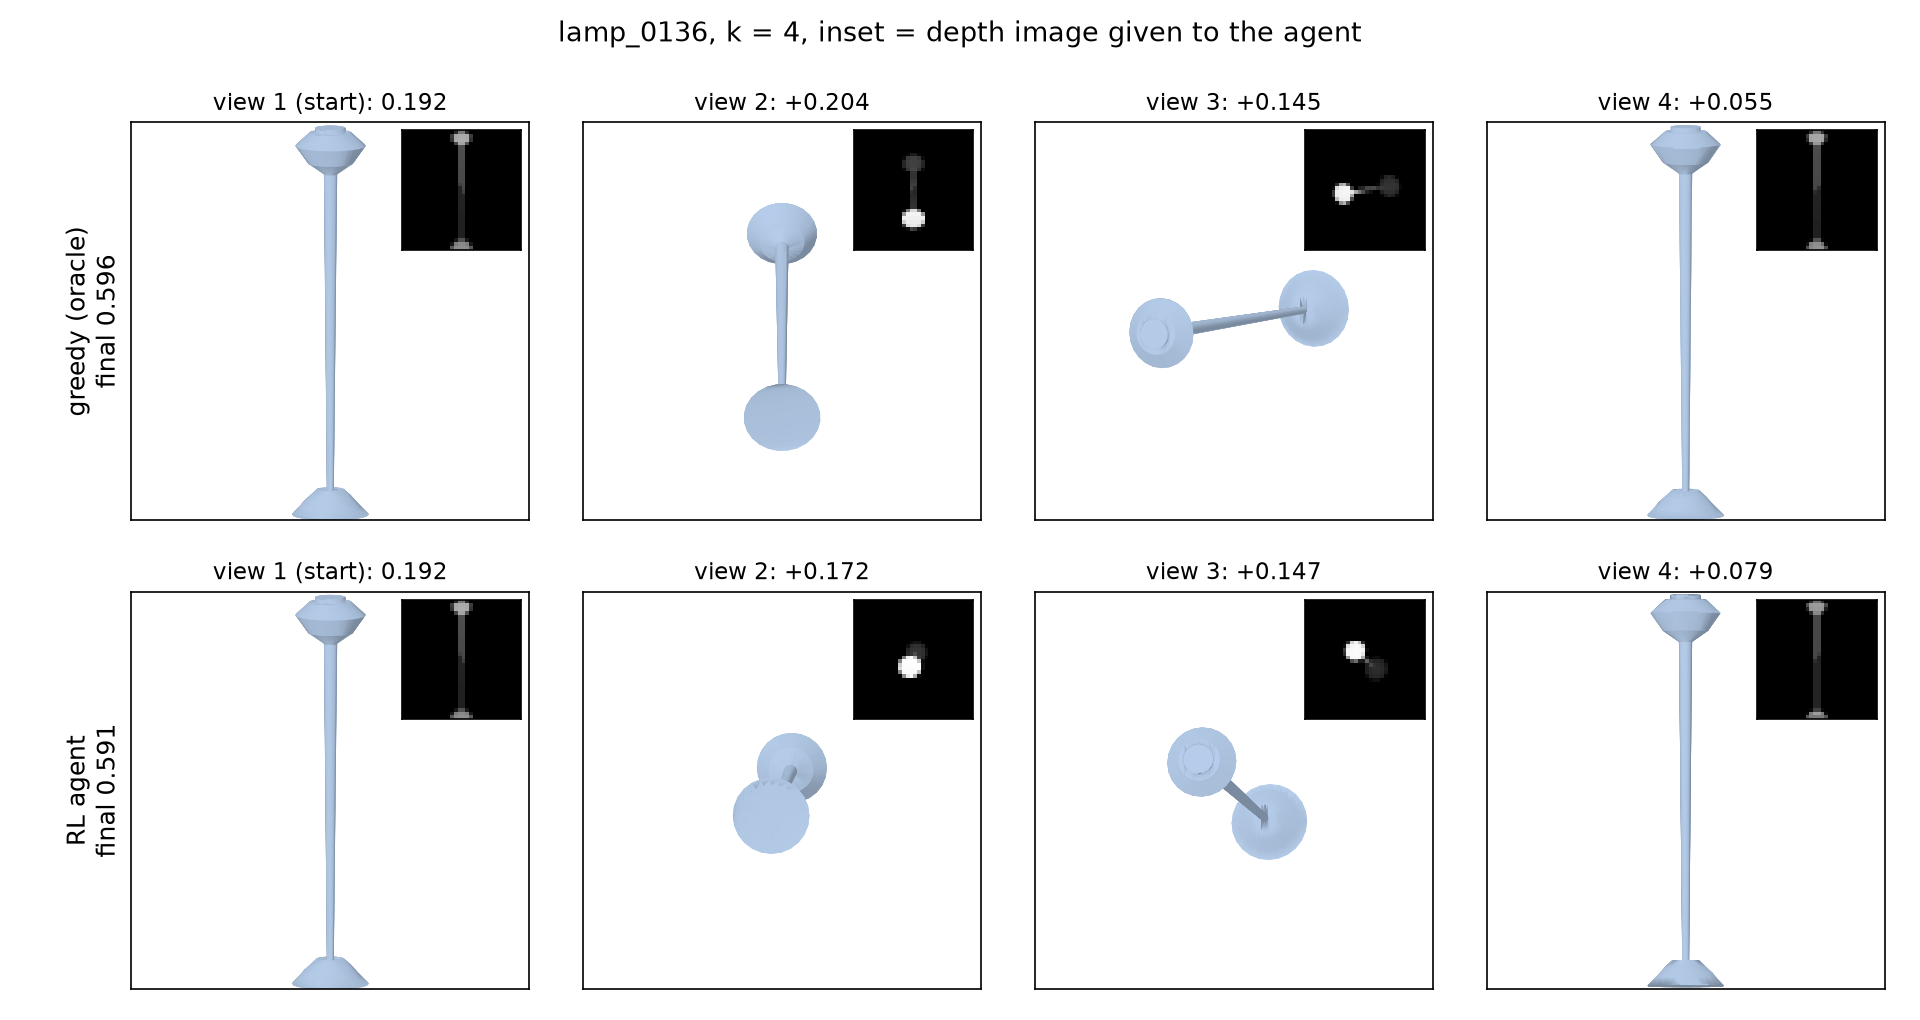 lamp_0136, k = 4, inset = depth image given to the agent
greedy (oracle)
final 0.596
view 1 (start): 0.192
view 2: +0.204
view 3: +0.145
view 4: +0.055
RL agent
final 0.591
view 1 (start): 0.192
view 2: +0.172
view 3: +0.147
view 4: +0.079